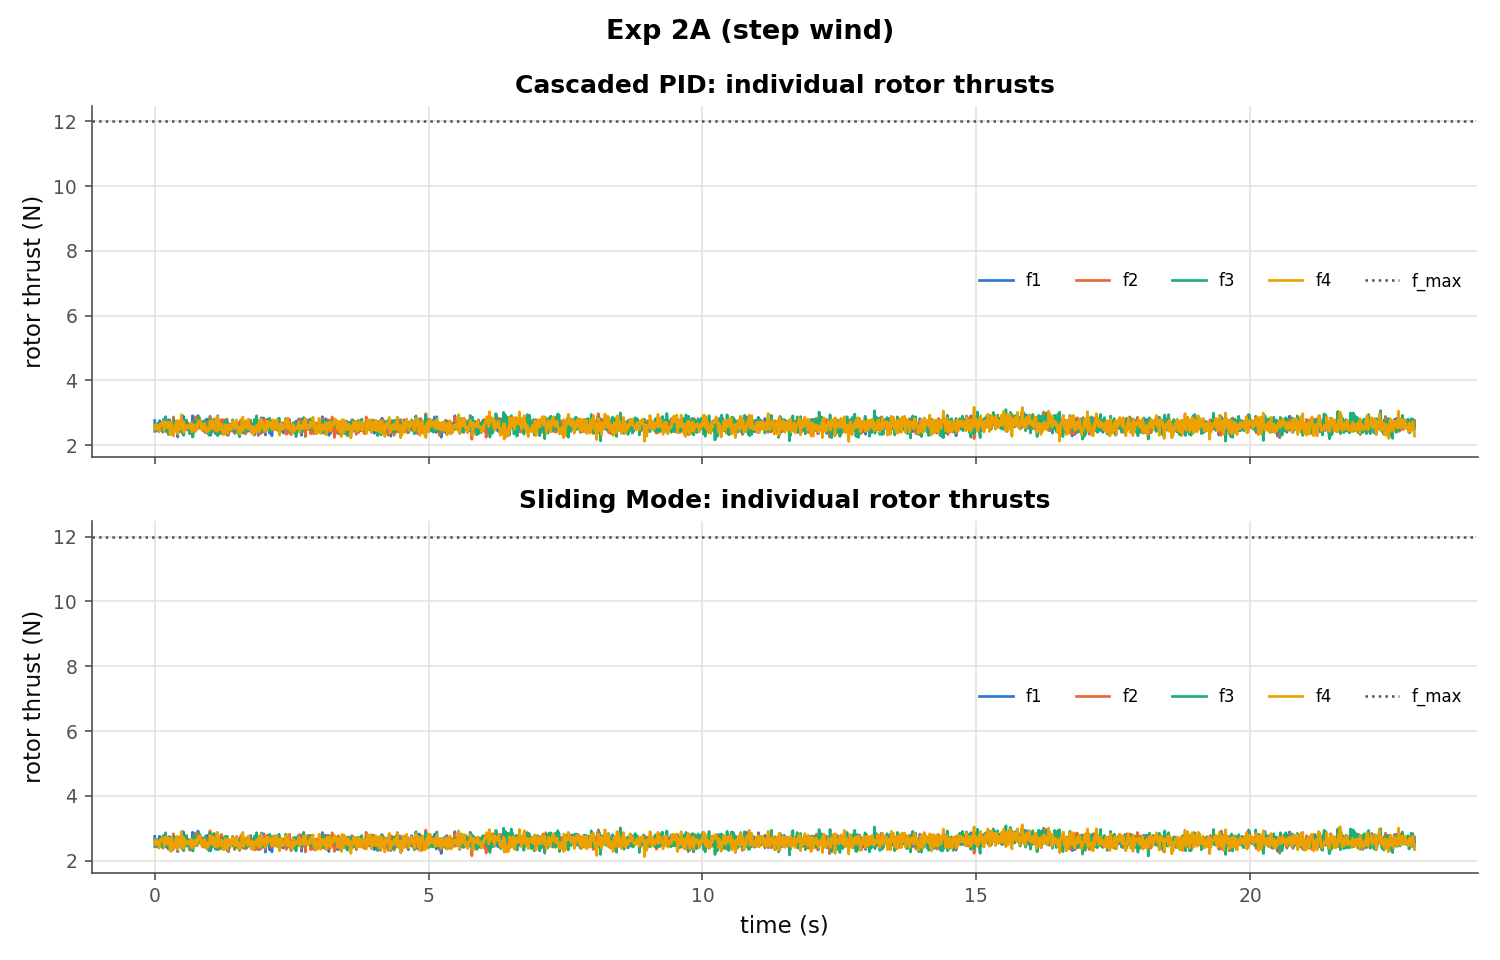 Exp 2A (step wind)
Cascaded PID: individual rotor thrusts
12
10
8
6
4
2
rotor thrust (N)
f1 f2 f3 f4 f_max
Sliding Mode: individual rotor thrusts
12
10
8
6
4
2
rotor thrust (N)
f1 f2 f3 f4 f_max
0 5 10 15 20
time (s)